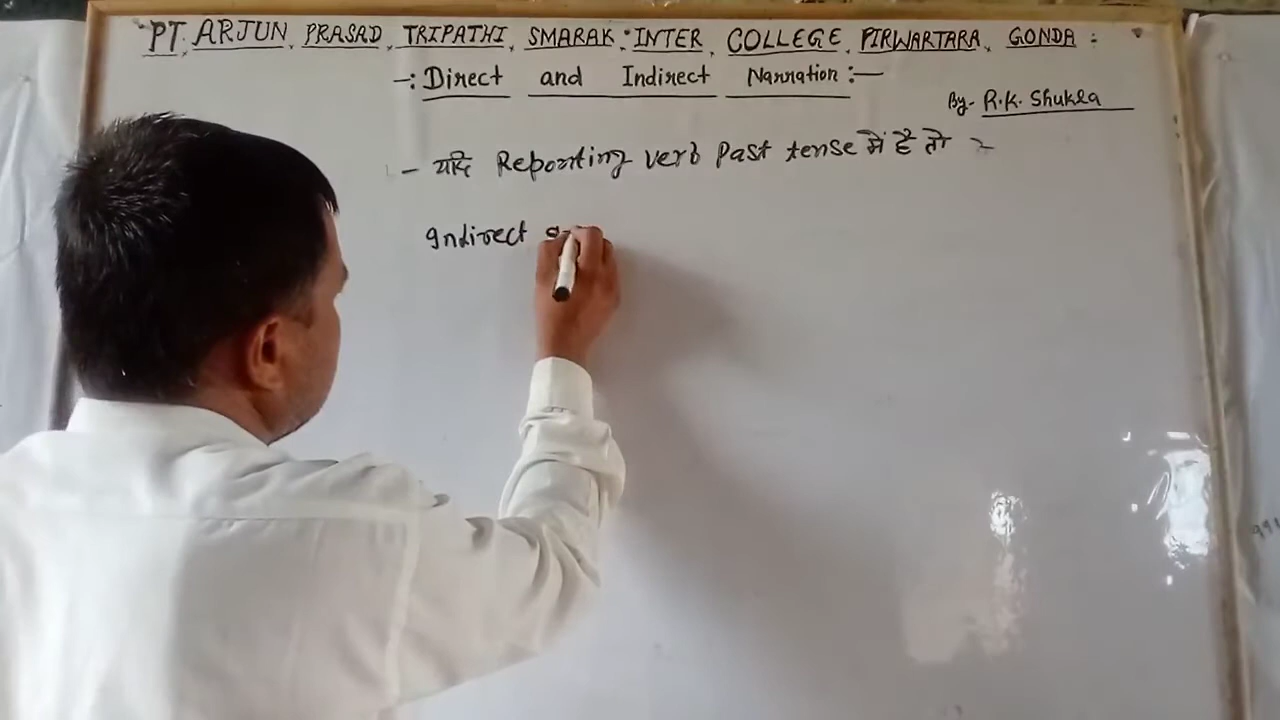 PT. ARJUN PRASAD TRIPATHI SMARAK INTER COLLEGE, PIRWARTARA, GONDA :
-: Direct and Indirect Narration :-
By- R.K. Shukla
- यदि Reporting verb Past tense में है तो
Indirect